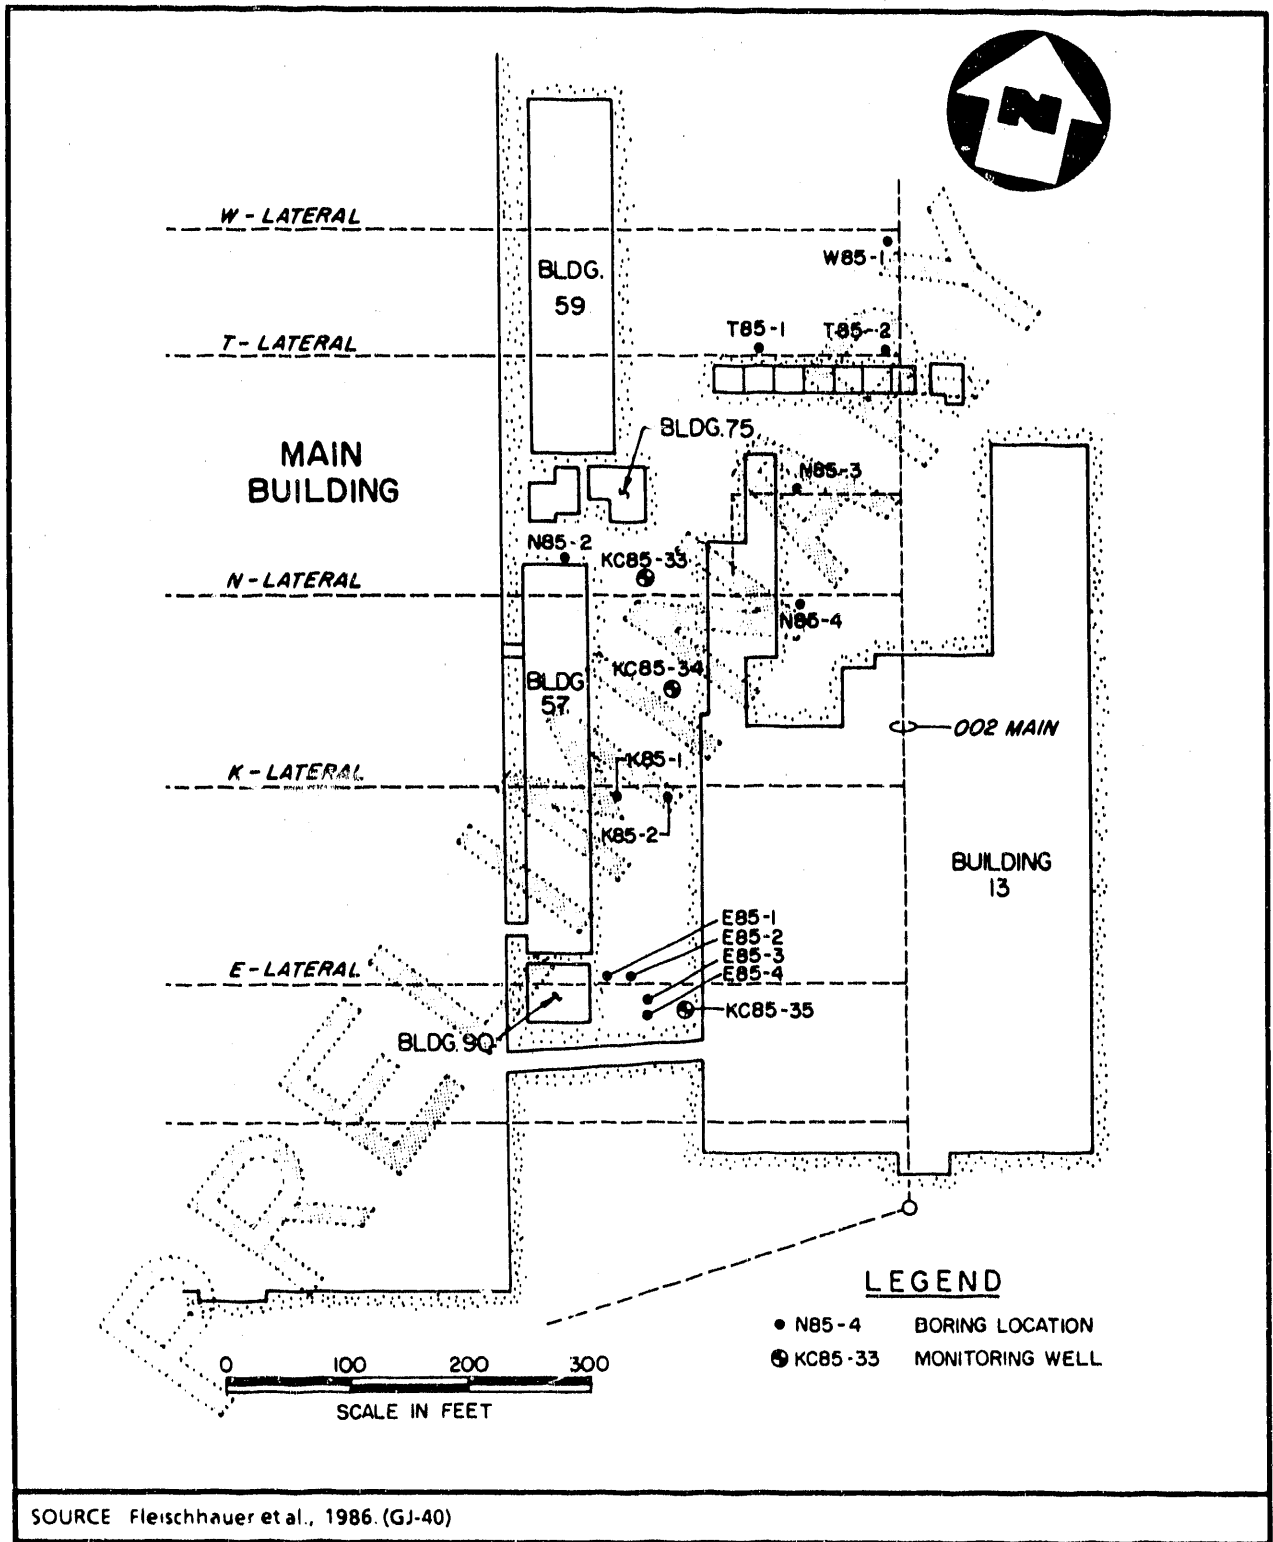 N
W - LATERAL
W85-1
BLDG.
59
T85-1
T85-2
T- LATERAL
BLDG.75
MAIN
BUILDING
N85-3
N85-2
KC85-33
N - LATERAL
N85-4
KC85-34
BLDG
57
002 MAIN
K85-1
K - LATERAL
K85-2
BUILDING
13
E85-1
E85-2
E85-3
E85-4
E - LATERAL
KC85-35
BLDG. 90
PRELIMINARY
LEGEND
N85-4 BORING LOCATION
KC85-33 MONITORING WELL
0 100 200 300
SCALE IN FEET
SOURCE Fleischhauer et al., 1986. (GJ-40)